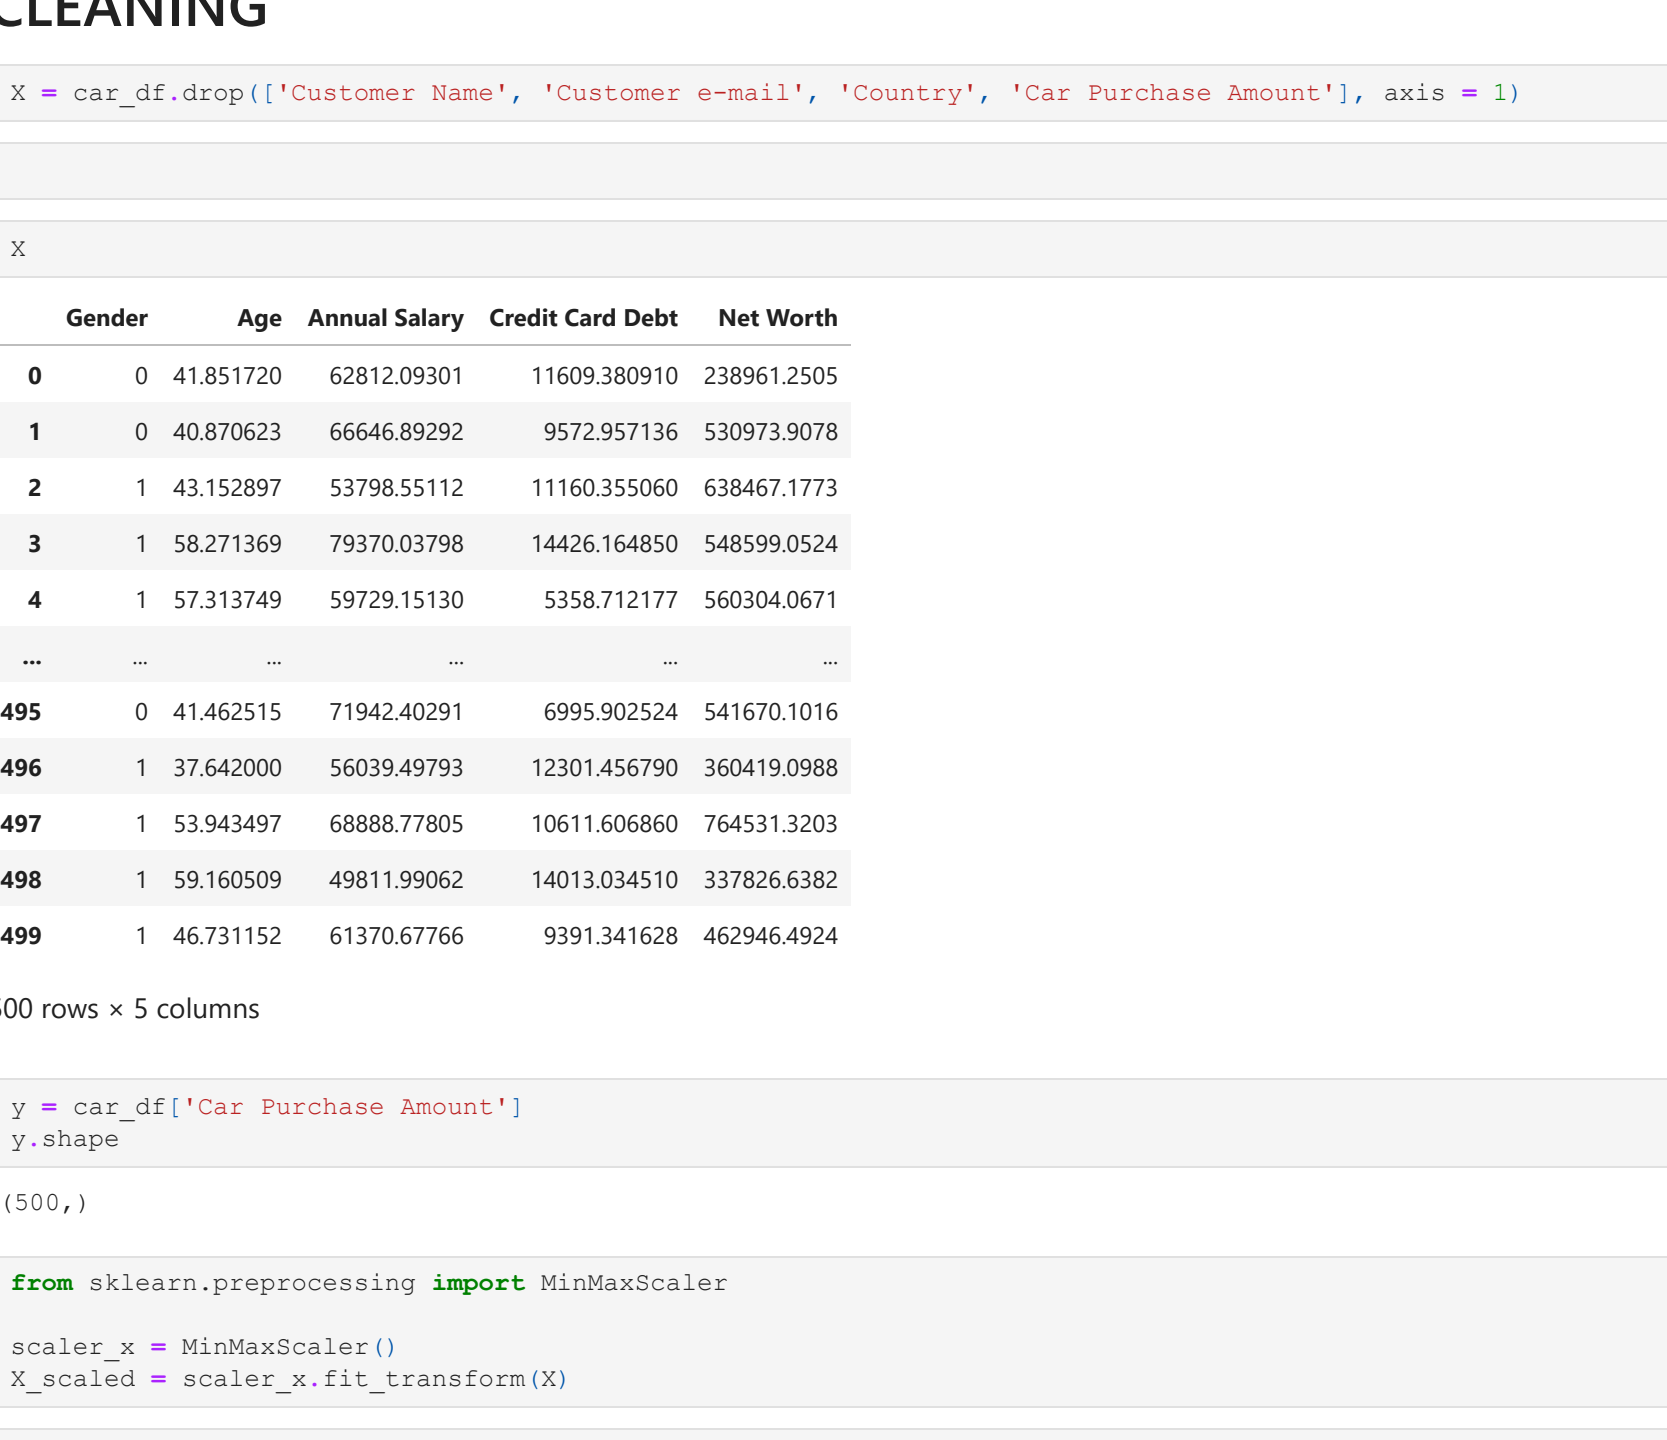 CLEANING
X = car_df.drop(['Customer Name', 'Customer e-mail', 'Country', 'Car Purchase Amount'], axis = 1)
X
Gender Age Annual Salary Credit Card Debt Net Worth
0 0 41.851720 62812.09301 11609.380910 238961.2505
1 0 40.870623 66646.89292 9572.957136 530973.9078
2 1 43.152897 53798.55112 11160.355060 638467.1773
3 1 58.271369 79370.03798 14426.164850 548599.0524
4 1 57.313749 59729.15130 5358.712177 560304.0671
... ... ... ... ... ...
495 0 41.462515 71942.40291 6995.902524 541670.1016
496 1 37.642000 56039.49793 12301.456790 360419.0988
497 1 53.943497 68888.77805 10611.606860 764531.3203
498 1 59.160509 49811.99062 14013.034510 337826.6382
499 1 46.731152 61370.67766 9391.341628 462946.4924
500 rows × 5 columns
y = car_df['Car Purchase Amount']
y.shape
(500,)
from sklearn.preprocessing import MinMaxScaler
scaler_x = MinMaxScaler()
X_scaled = scaler_x.fit_transform(X)